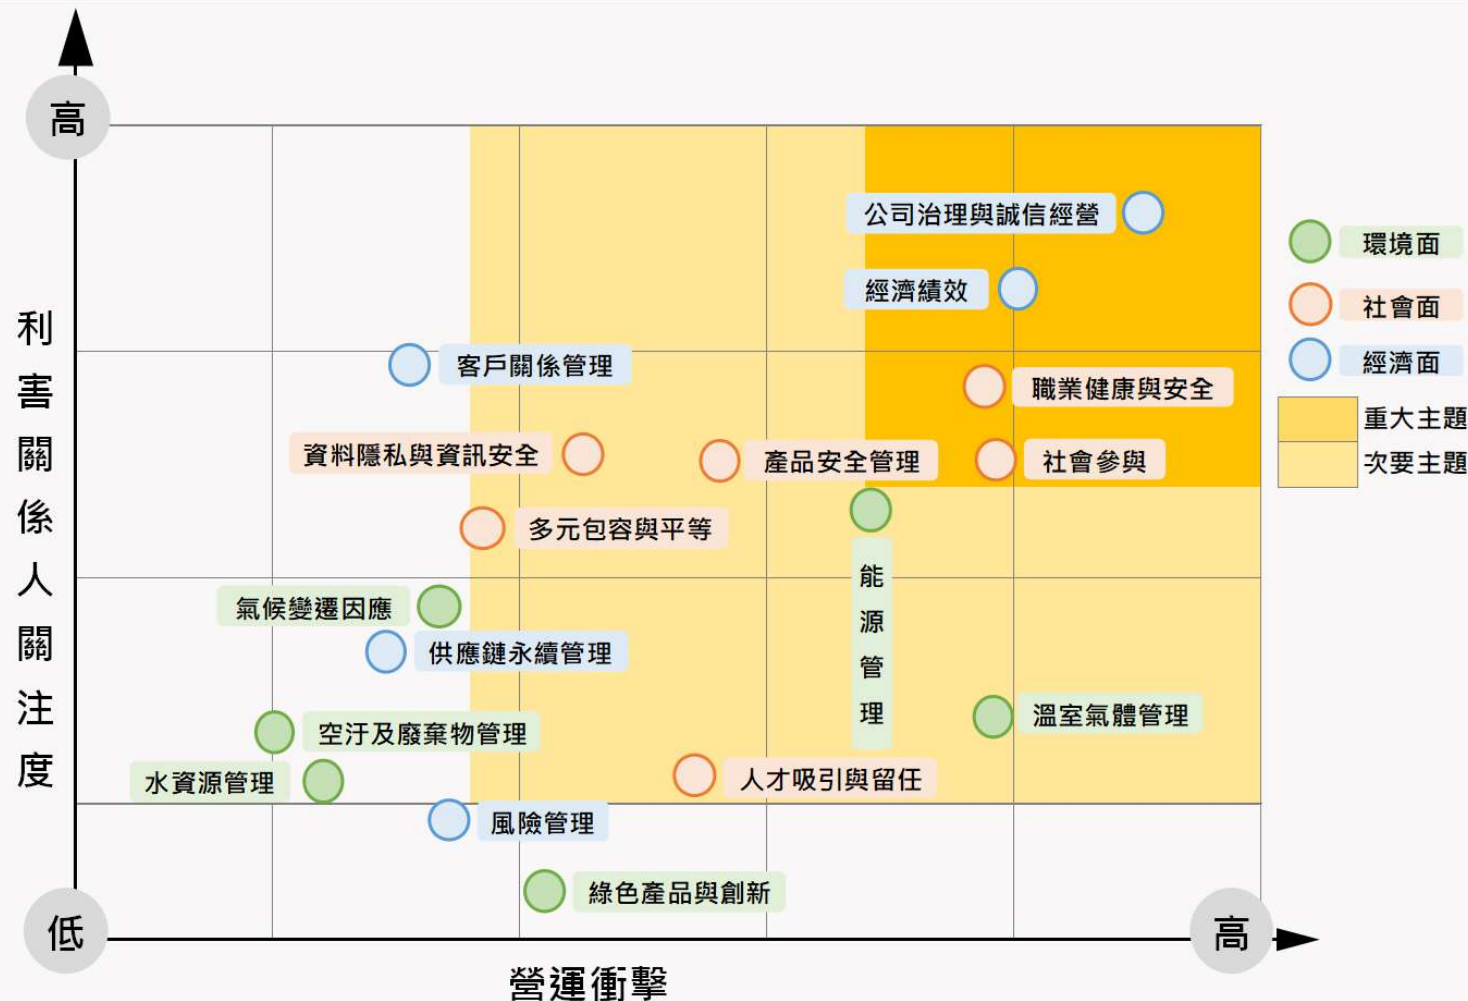 高
公司治理與誠信經營
經濟績效
客戶關係管理
職業健康與安全
資料隱私與資訊安全
產品安全管理
社會參與
多元包容與平等
能源管理
氣候變遷因應
供應鏈永續管理
溫室氣體管理
空汙及廢棄物管理
水資源管理
人才吸引與留任
風險管理
綠色產品與創新
利害關係人關注度
低
高
營運衝擊
環境面
社會面
經濟面
重大主題
次要主題